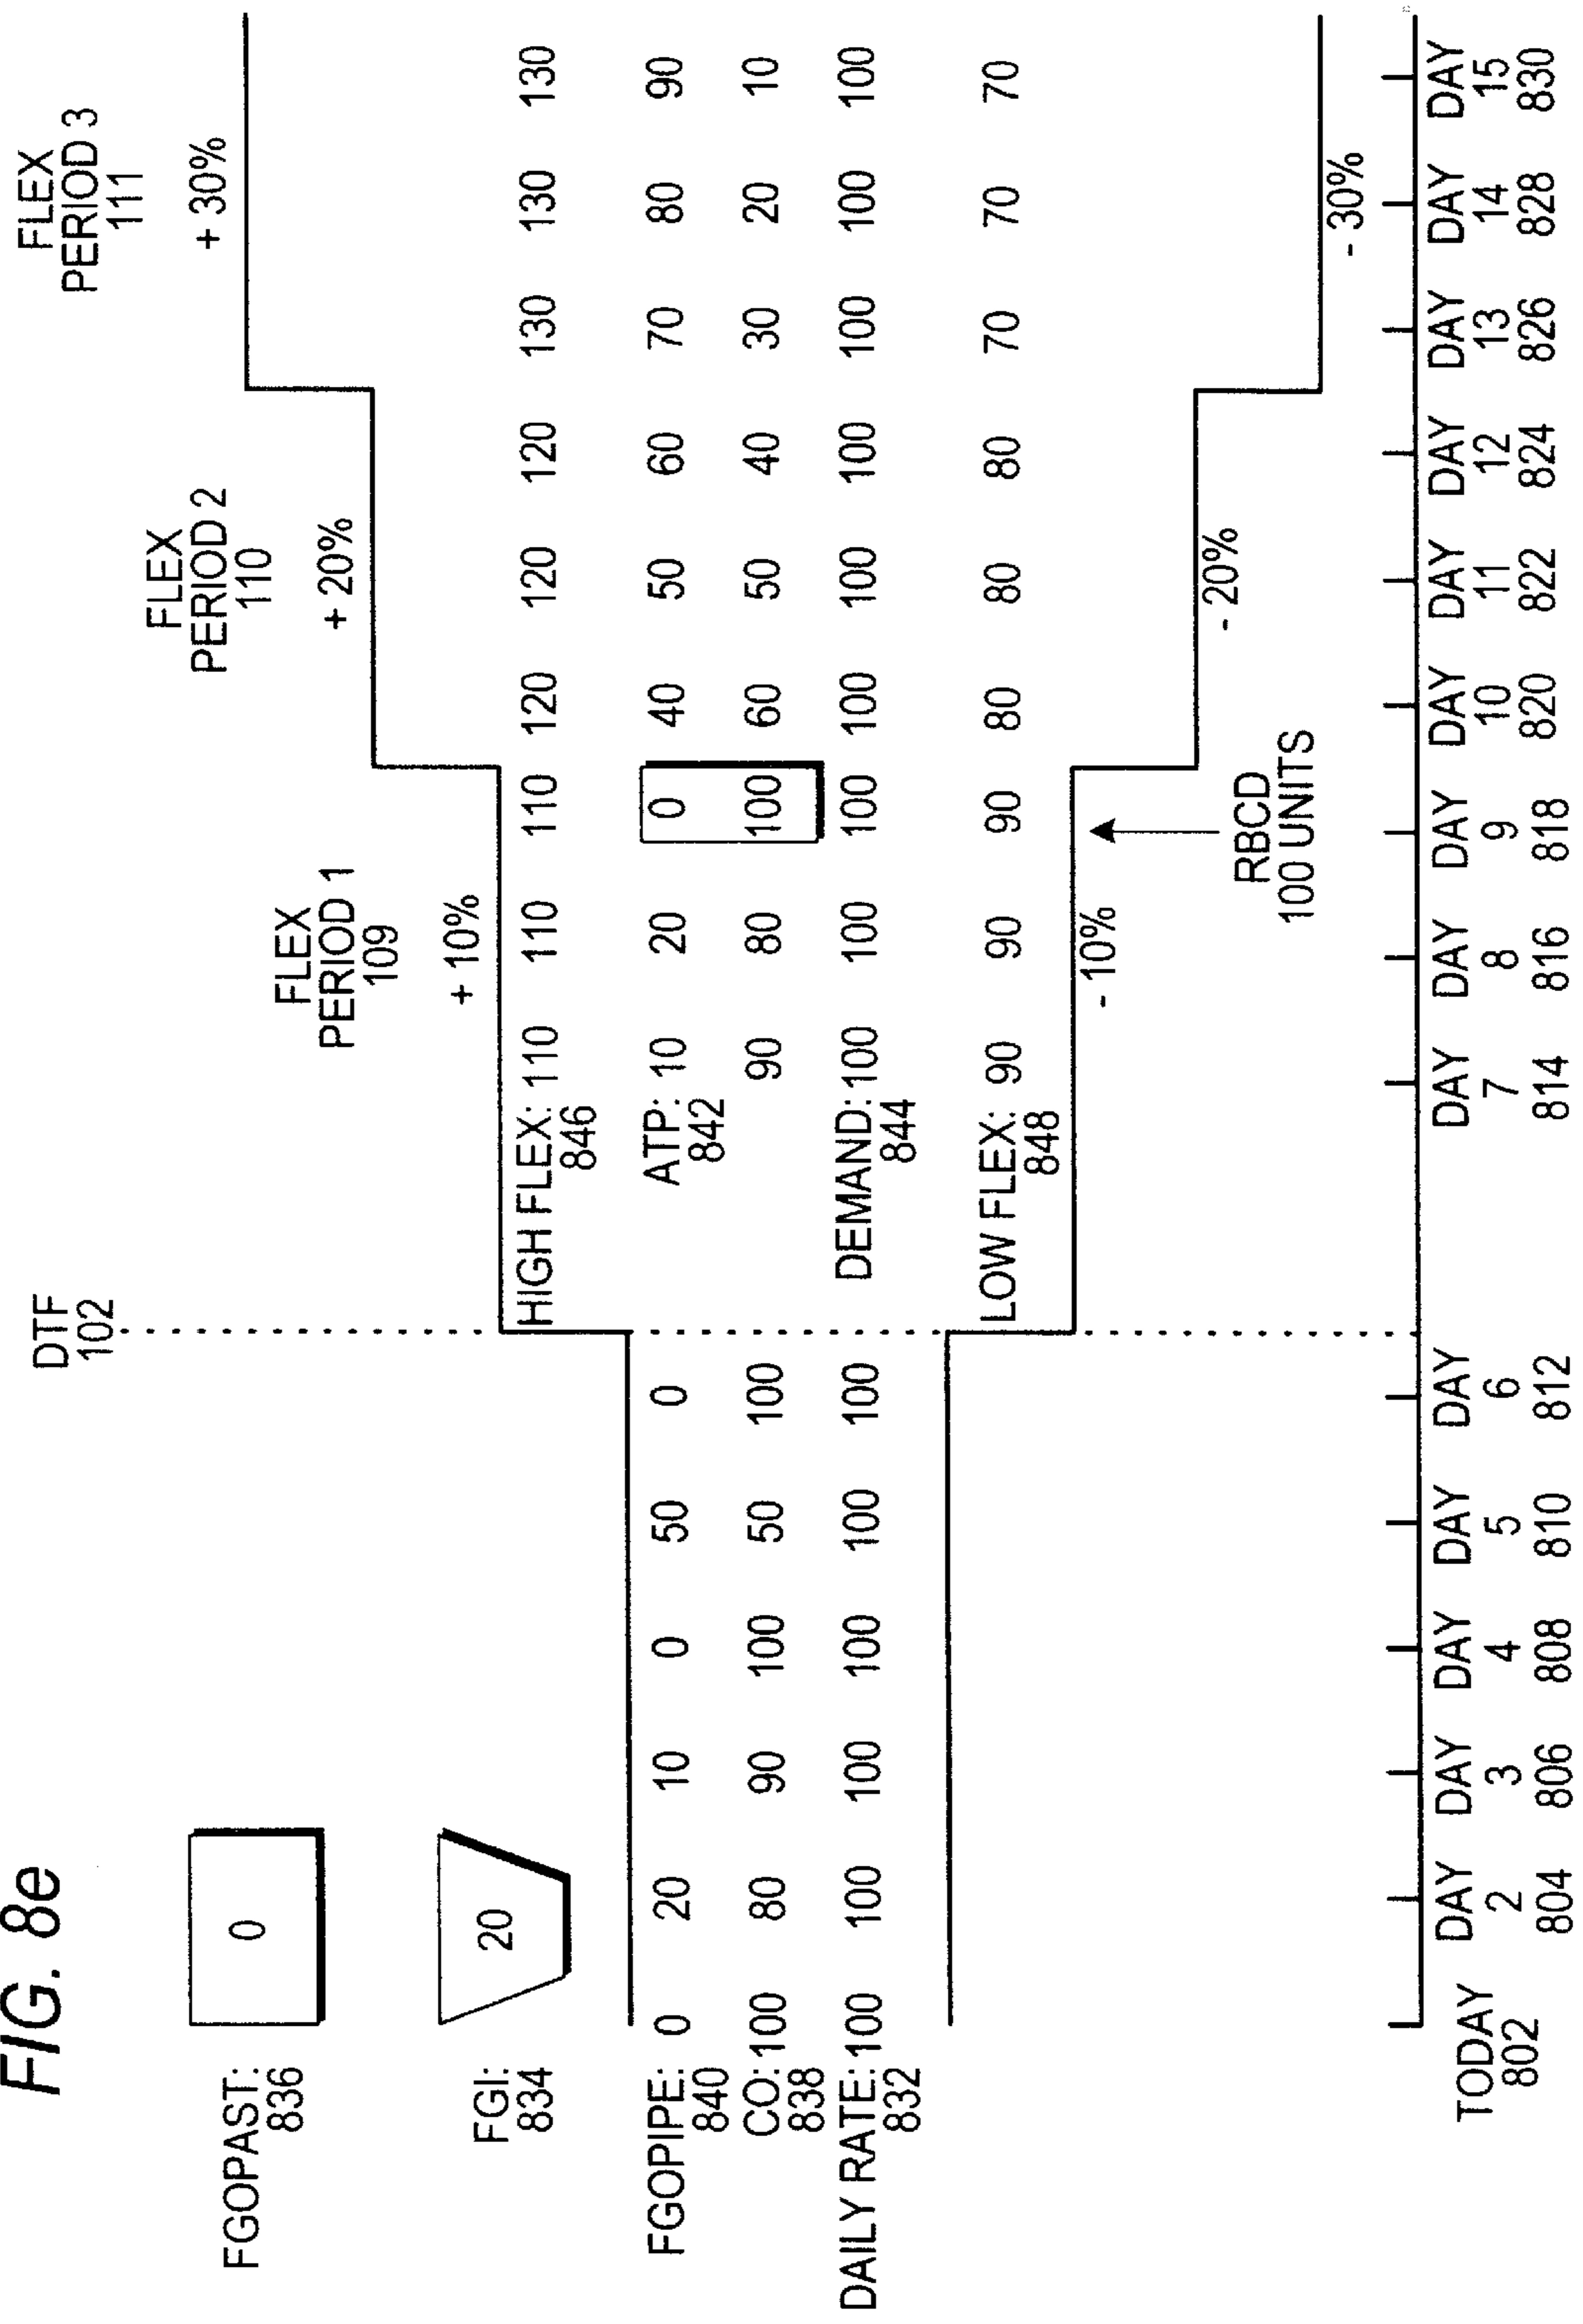 FIG. 8e
DTF
102
FLEX
PERIOD 1
109
+ 10%
FLEX
PERIOD 2
110
+ 20%
FLEX
PERIOD 3
111
+ 30%
FGOPAST:
836
0
FGI:
834
20
HIGH FLEX: 110 110 110 120 120 120 130 130 130
846
FGOPIPE: 0 20 10 0 50 0
840
ATP: 10 20 0 40 50 60 70 80 90
842
CO: 100 80 90 100 50 100 90 80 100 60 50 40 30 20 10
838
DAILY RATE: 100 100 100 100 100 100
832
DEMAND: 100 100 100 100 100 100 100 100 100
844
LOW FLEX: 90 90 90 80 80 80 70 70 70
848
- 10%
RBCD
100 UNITS
- 20%
- 30%
TODAY
802
DAY
2
804
DAY
3
806
DAY
4
808
DAY
5
810
DAY
6
812
DAY
7
814
DAY
8
816
DAY
9
818
DAY
10
820
DAY
11
822
DAY
12
824
DAY
13
826
DAY
14
828
DAY
15
830